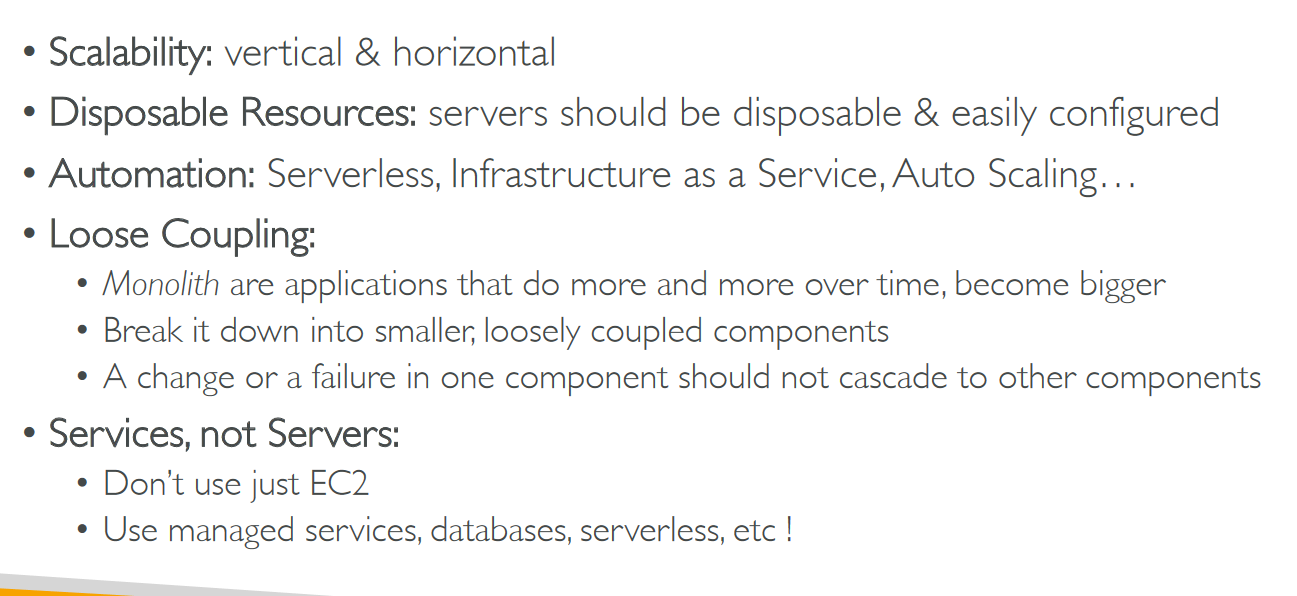 • Scalability: vertical & horizontal
• Disposable Resources: servers should be disposable & easily configured
• Automation: Serverless, Infrastructure as a Service, Auto Scaling…
• Loose Coupling:
• Monolith are applications that do more and more over time, become bigger
• Break it down into smaller, loosely coupled components
• A change or a failure in one component should not cascade to other components
• Services, not Servers:
• Don’t use just EC2
• Use managed services, databases, serverless, etc !